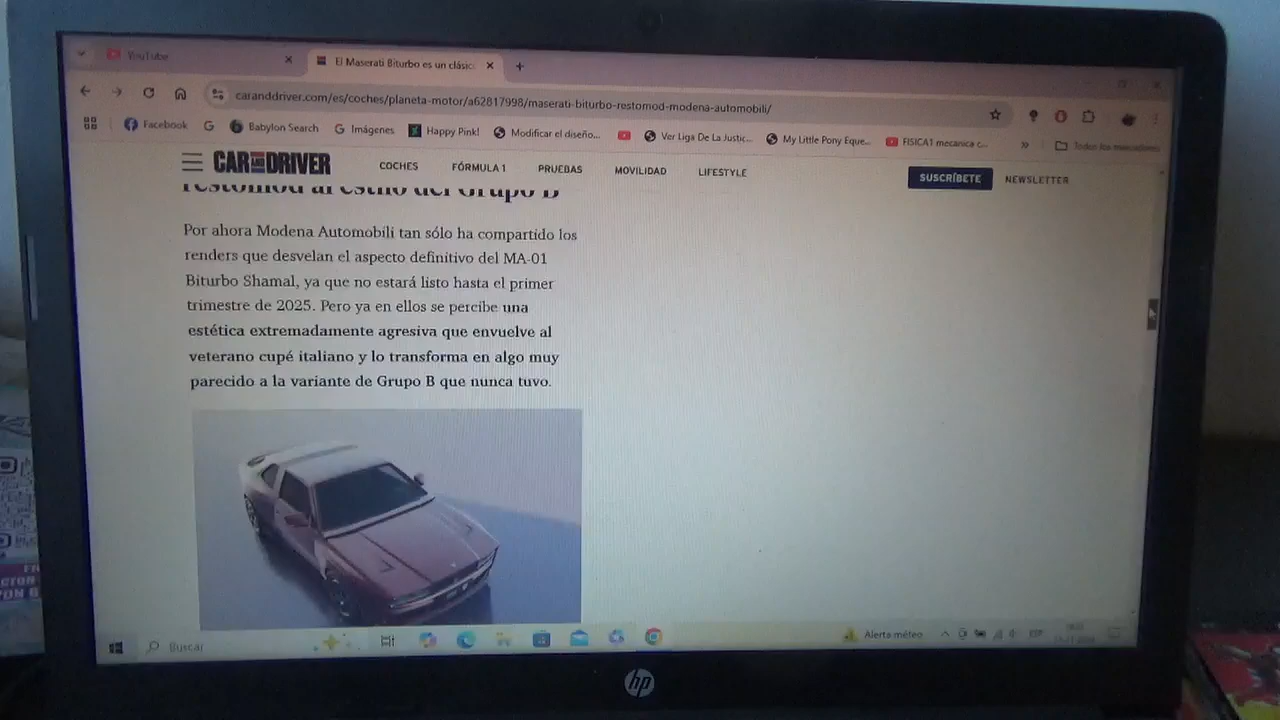 YouTube
El Maserati Biturbo es un clásic
caranddriver.com/es/coches/planeta-motor/a62817998/maserati-biturbo-restomod-modena-automobili/
Facebook
Babylon Search
Imágenes
Happy Pink!
Modificar el diseño...
Ver Liga De La Justic...
My Little Pony Eque...
FISICA1 mecanica c...
Todos los marcadores
CAR AND DRIVER
COCHES
FÓRMULA 1
PRUEBAS
MOVILIDAD
LIFESTYLE
SUSCRÍBETE
NEWSLETTER
restomod al estilo del Grupo B
Por ahora Modena Automobili tan sólo ha compartido los
renders que desvelan el aspecto definitivo del MA-01
Biturbo Shamal, ya que no estará listo hasta el primer
trimestre de 2025. Pero ya en ellos se percibe una
estética extremadamente agresiva que envuelve al
veterano cupé italiano y lo transforma en algo muy
parecido a la variante de Grupo B que nunca tuvo.
Buscar
Alerta méteo
ESP
hp